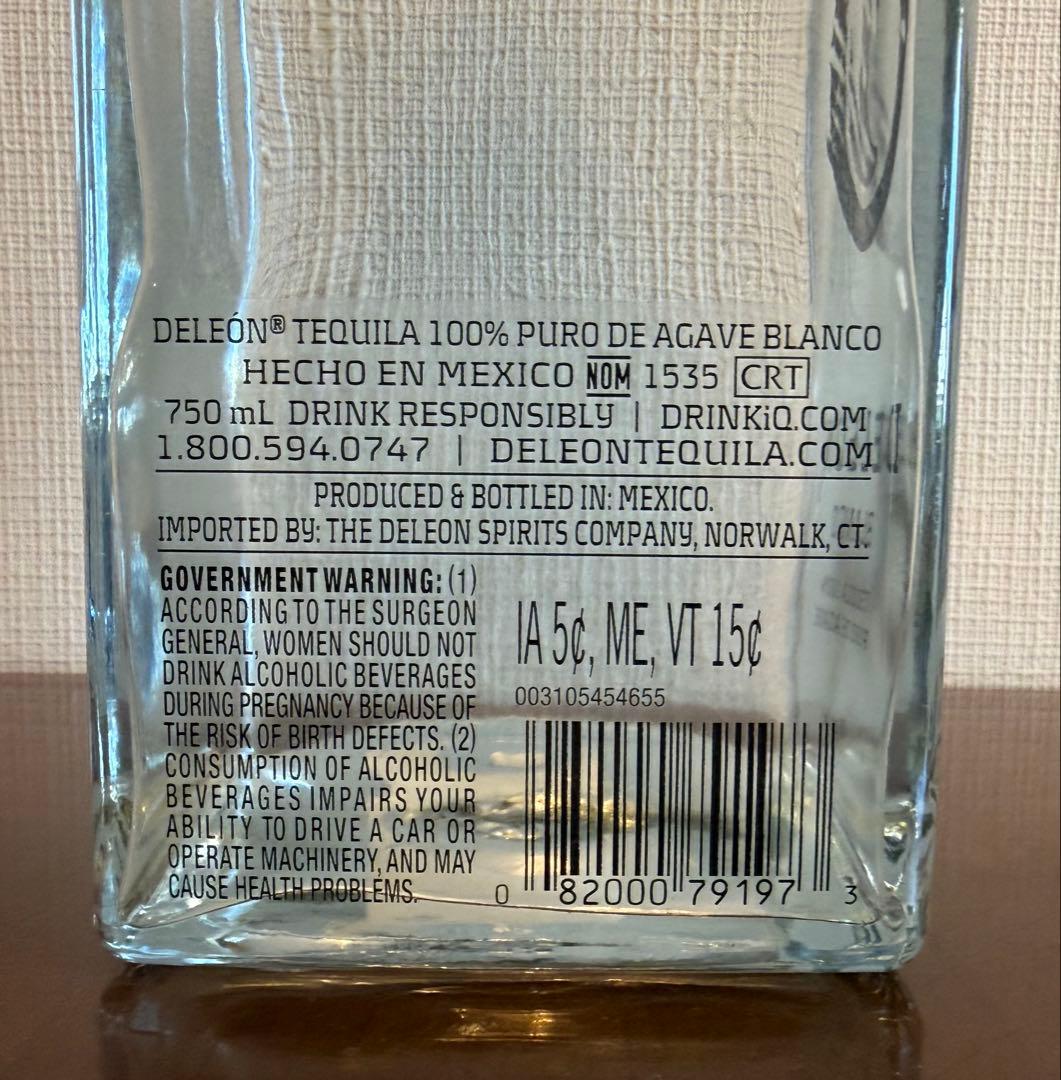 DELEÓN® TEQUILA 100% PURO DE AGAVE BLANCO
HECHO EN MEXICO NOM 1535 CRT
750 mL DRINK RESPONSIBLY | DRINKiQ.COM
1.800.594.0747 | DELEONTEQUILA.COM
PRODUCED & BOTTLED IN: MEXICO.
IMPORTED BY: THE DELEON SPIRITS COMPANY, NORWALK, CT.
GOVERNMENT WARNING: (1)
ACCORDING TO THE SURGEON
GENERAL, WOMEN SHOULD NOT
DRINK ALCOHOLIC BEVERAGES
DURING PREGNANCY BECAUSE OF
THE RISK OF BIRTH DEFECTS. (2)
CONSUMPTION OF ALCOHOLIC
BEVERAGES IMPAIRS YOUR
ABILITY TO DRIVE A CAR OR
OPERATE MACHINERY, AND MAY
CAUSE HEALTH PROBLEMS.
IA 5¢, ME, VT 15¢
003105454655
0 82000 79197 3